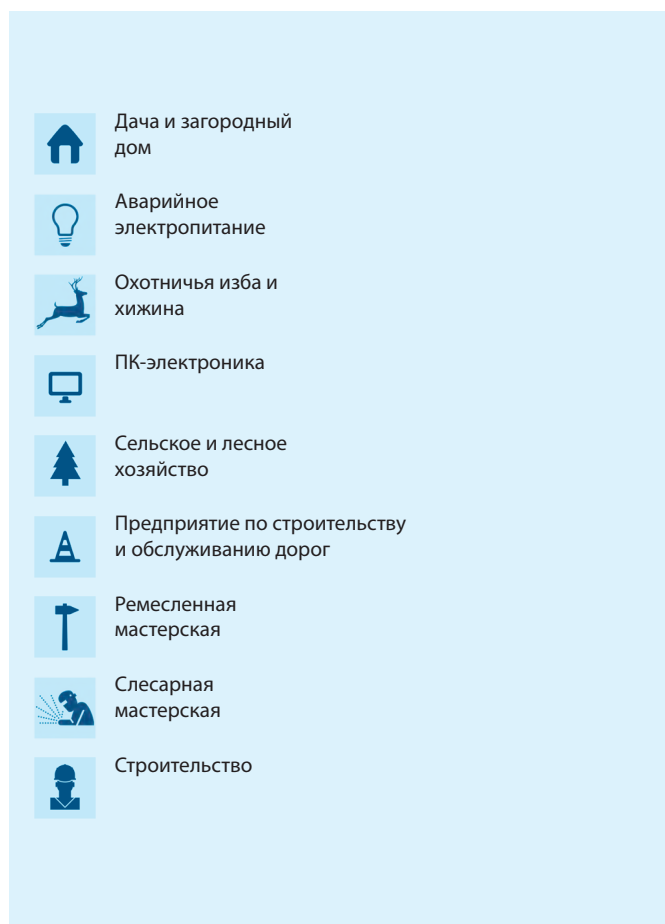 Дача и загородный
дом
Аварийное
электропитание
Охотничья изба и
хижина
ПК-электроника
Сельское и лесное
хозяйство
Предприятие по строительству
и обслуживанию дорог
Ремесленная
мастерская
Слесарная
мастерская
Строительство